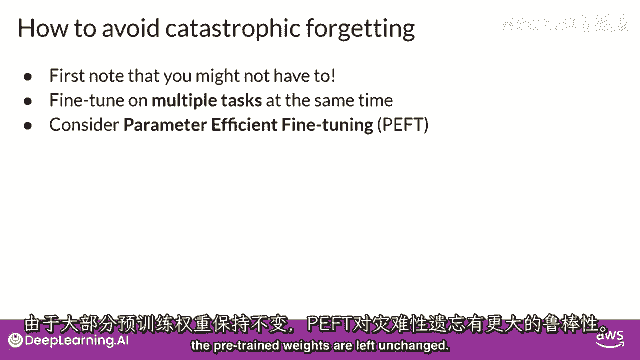 How to avoid catastrophic forgetting
● First note that you might not have to!
● Fine-tune on multiple tasks at the same time
● Consider Parameter Efficient Fine-tuning (PEFT)
由于大部分预训练权重保持不变，PEFT对灾难性遗忘有更大的鲁棒性。
the pre-trained weights are left unchanged.
DeepLearning.AI
aws